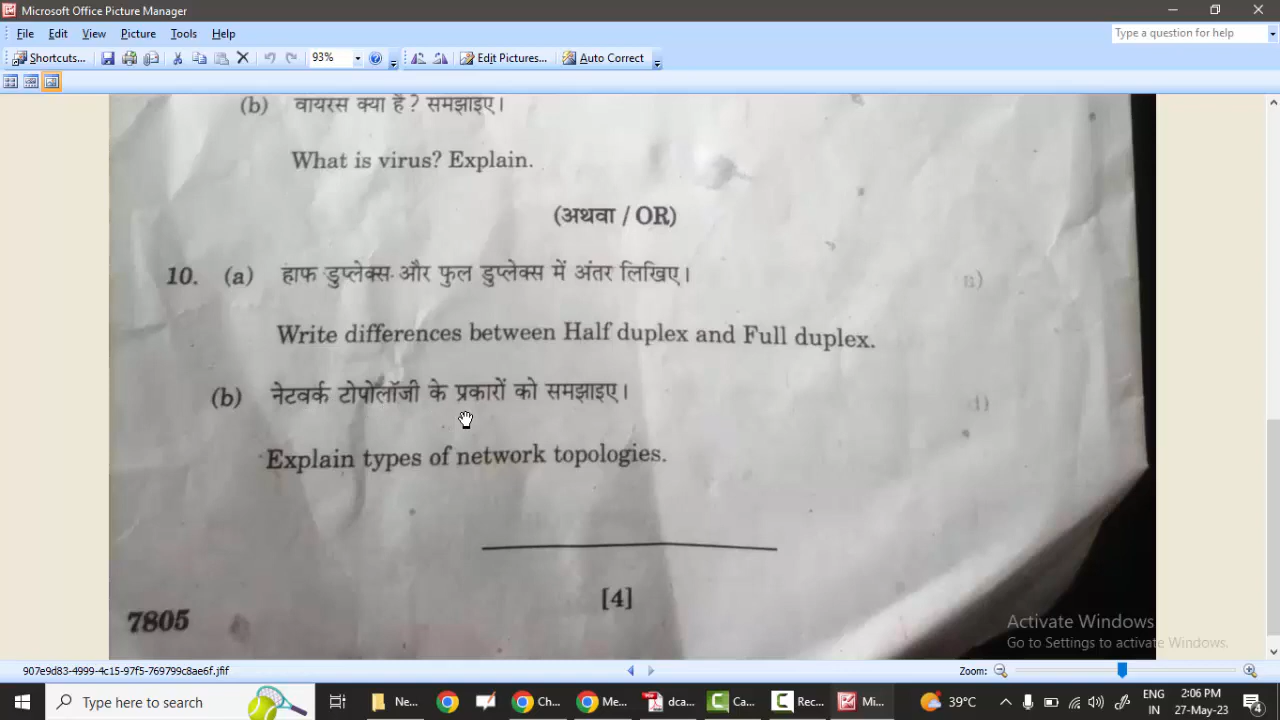 Microsoft Office Picture Manager
File Edit View Picture Tools Help
Type a question for help
Shortcuts... 93% Edit Pictures... Auto Correct
(b) वायरस क्या है? समझाइए।
What is virus? Explain.
(अथवा / OR)
10. (a) हाफ डुप्लेक्स और फुल डुप्लेक्स में अंतर लिखिए।
Write differences between Half duplex and Full duplex.
(b) नेटवर्क टोपोलॉजी के प्रकारों को समझाइए।
Explain types of network topologies.
[4]
7805
Activate Windows
Go to Settings to activate Windows.
907e9d83-4999-4c15-97f5-769799c8ae6f.jfif
Zoom:
Type here to search
Ne... Ch... Me... dca... Ca... Rec... Mi...
39°C
ENG
IN
2:06 PM
27-May-23
4